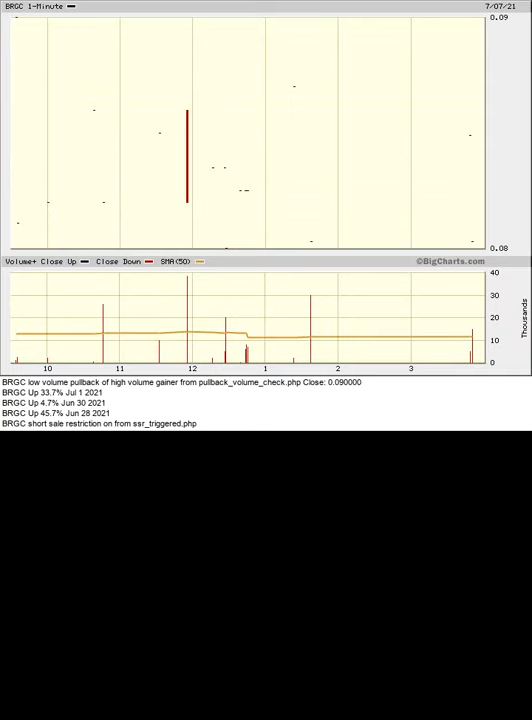 BRGC 1-Minute 7/07/21
0.09
0.08
Volume+ Close Up Close Down SMA(50) ©BigCharts.com
40
30
20
10
0
Thousands
10 11 12 1 2 3
BRGC low volume pullback of high volume gainer from pullback_volume_check.php Close: 0.090000
BRGC Up 33.7% Jul 1 2021
BRGC Up 4.7% Jun 30 2021
BRGC Up 45.7% Jun 28 2021
BRGC short sale restriction on from ssr_triggered.php